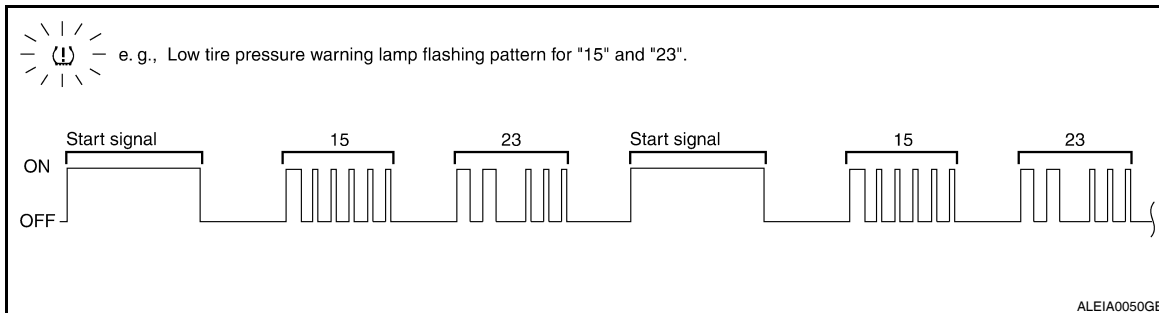 e. g., Low tire pressure warning lamp flashing pattern for "15" and "23".
Start signal 15 23 Start signal 15 23
ON
OFF
ALEIA0050GB